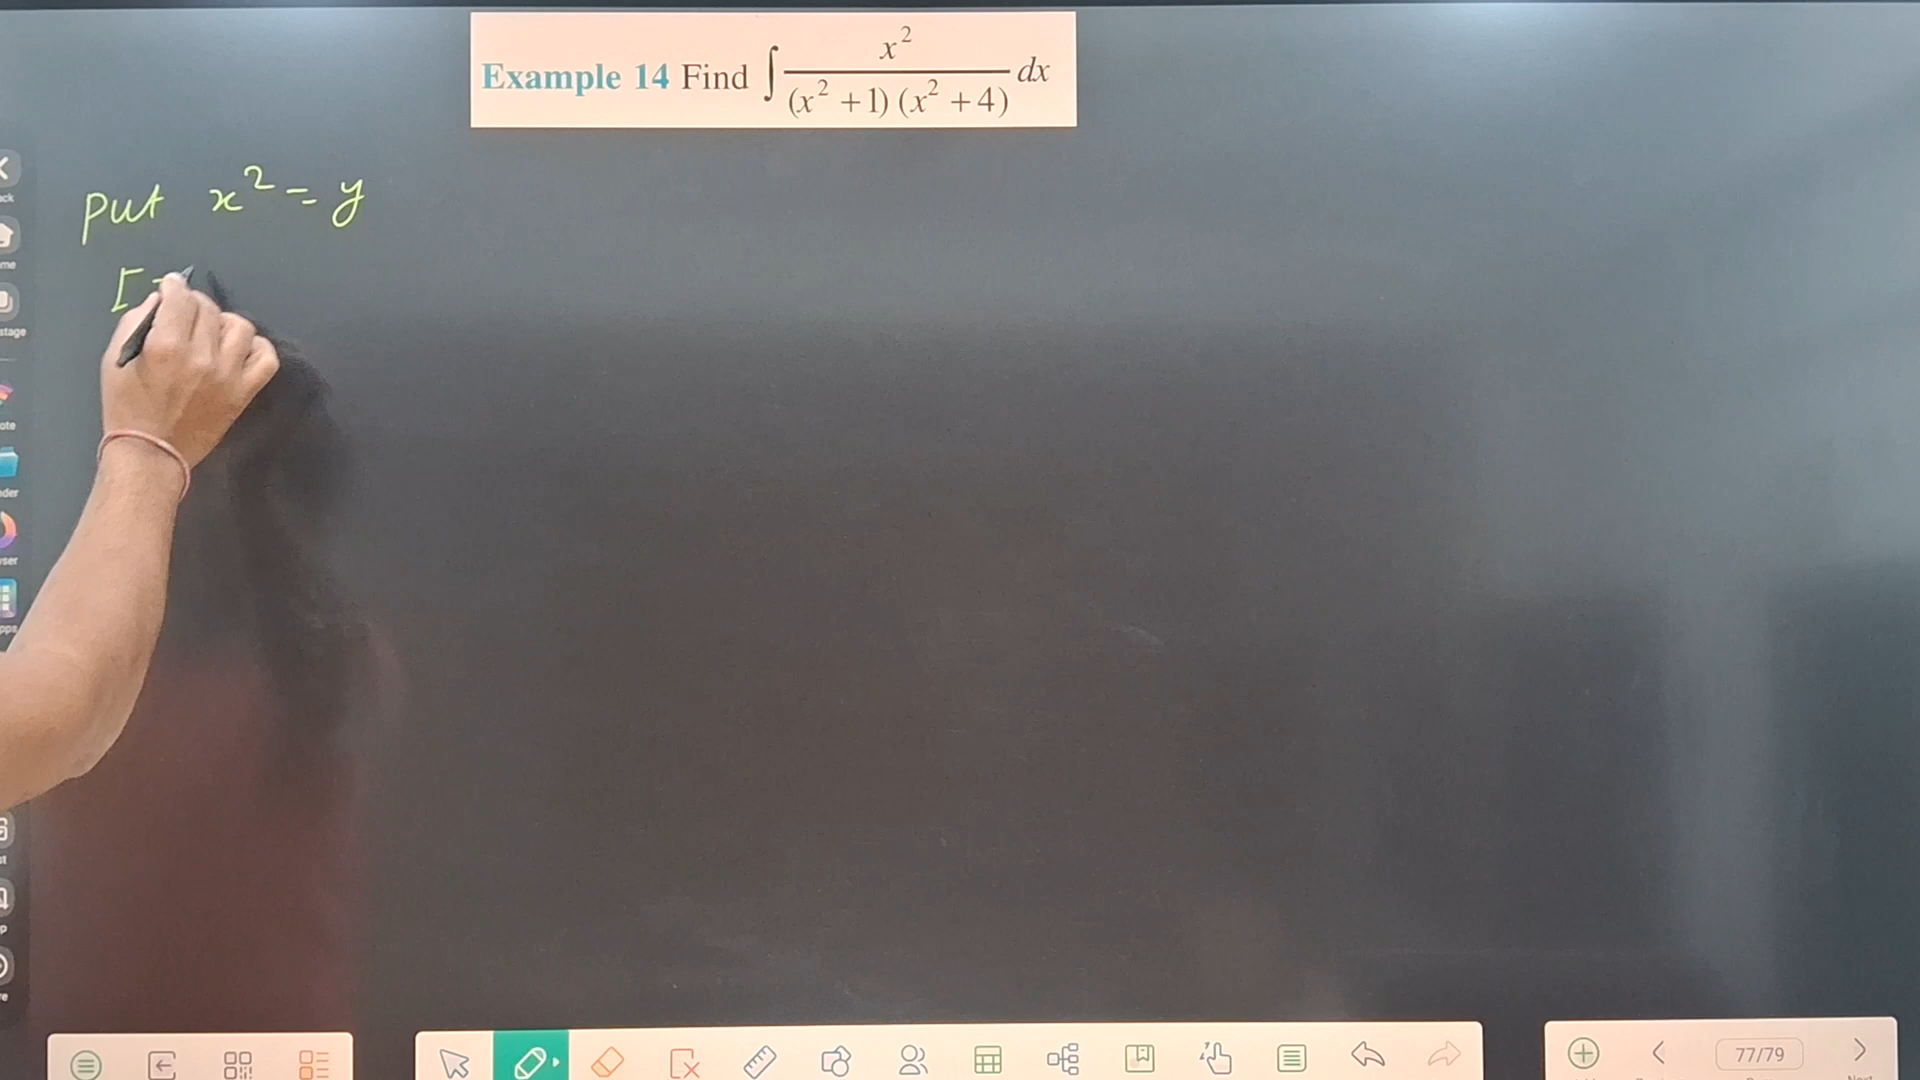 Example 14 Find ∫ x² / (x² + 1) (x² + 4) dx
put x² = y
77/79